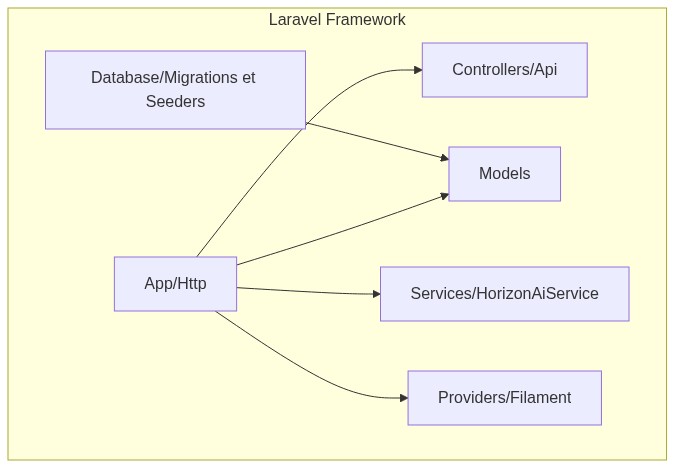 Laravel Framework
Database/Migrations et
Seeders
Controllers/Api
Models
App/Http
Services/HorizonAiService
Providers/Filament